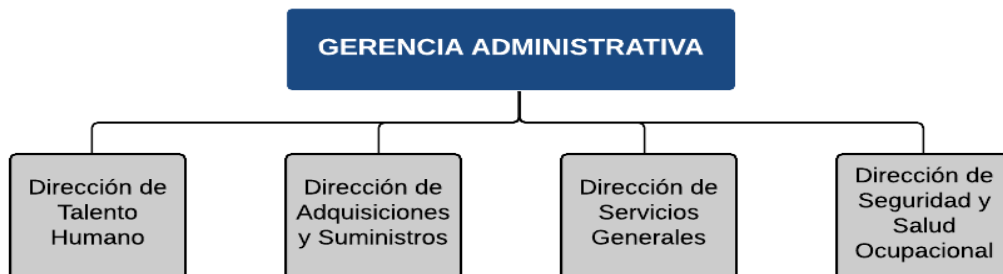 GERENCIA ADMINISTRATIVA
Dirección de
Talento
Humano
Dirección de
Adquisiciones
y Suministros
Dirección de
Servicios
Generales
Dirección de
Seguridad y
Salud
Ocupacional